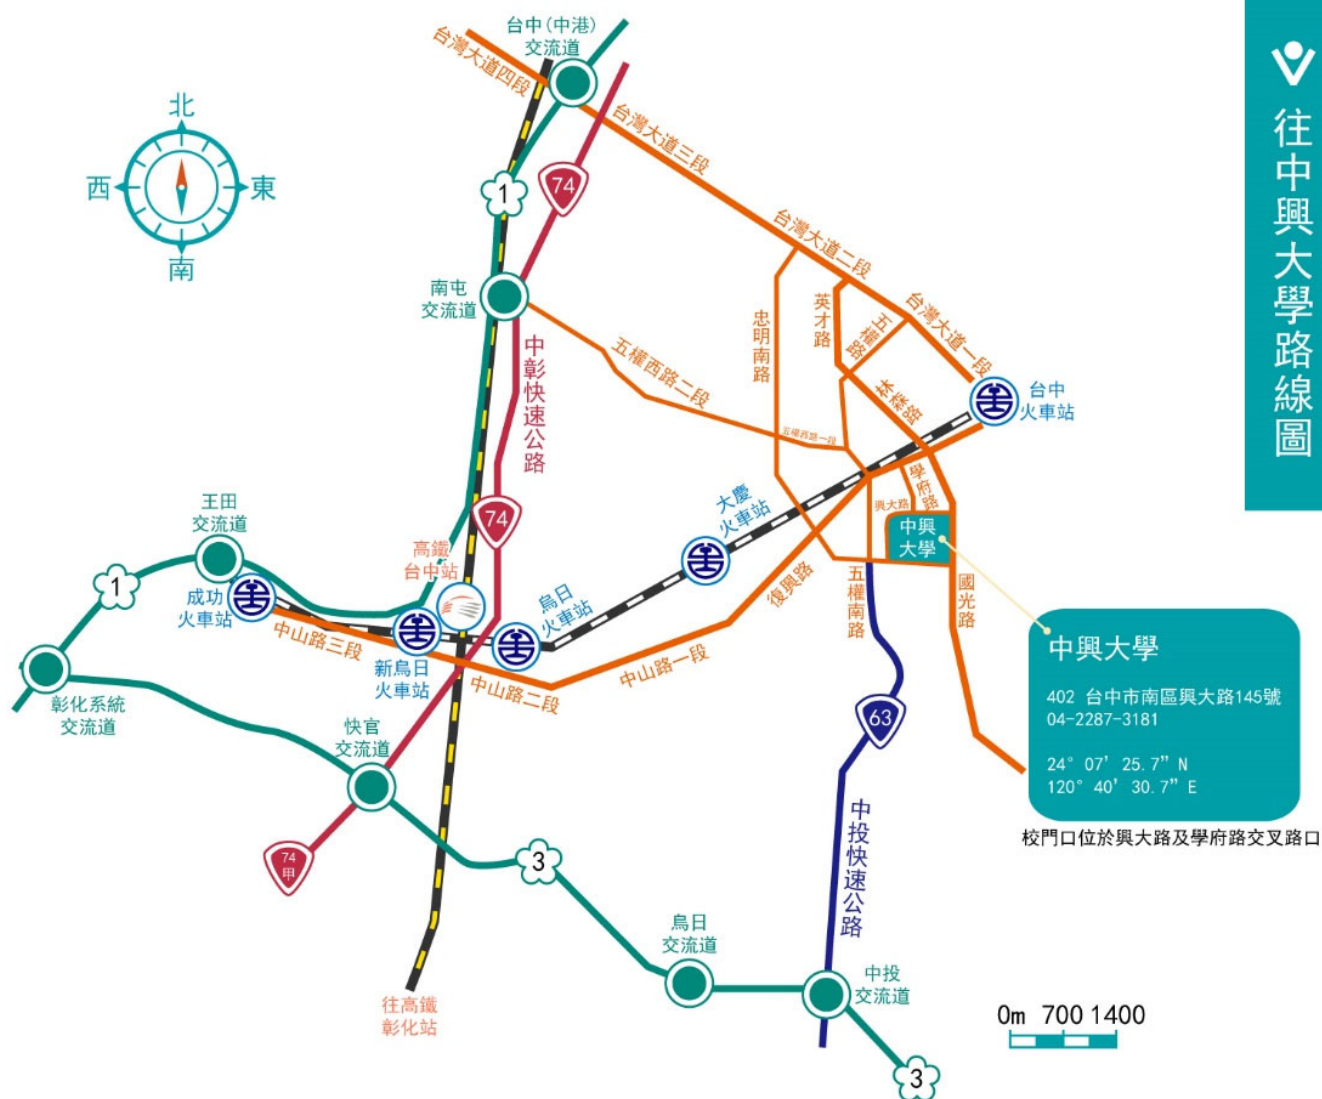 往中興大學路線圖
台中(中港)
交流道
台灣大道四段
台灣大道三段
台灣大道二段
台灣大道一段
北
西
東
南
1
74
南屯
交流道
中彰快速公路
五權西路二段
五權西路一段
忠明南路
英才路
五權路
林森路
台中
火車站
學府路
興大路
中興
大學
國光路
五權南路
復興路
大慶
火車站
74
王田
交流道
高鐵
台中站
烏日
火車站
1
成功
火車站
中山路三段
新烏日
火車站
中山路二段
中山路一段
彰化系統
交流道
快官
交流道
63
中興大學
402 台中市南區興大路145號
04-2287-3181
24° 07' 25.7" N
120° 40' 30.7" E
校門口位於興大路及學府路交叉路口
74
甲
3
中投快速公路
烏日
交流道
中投
交流道
往高鐵
彰化站
0m 700 1400
3